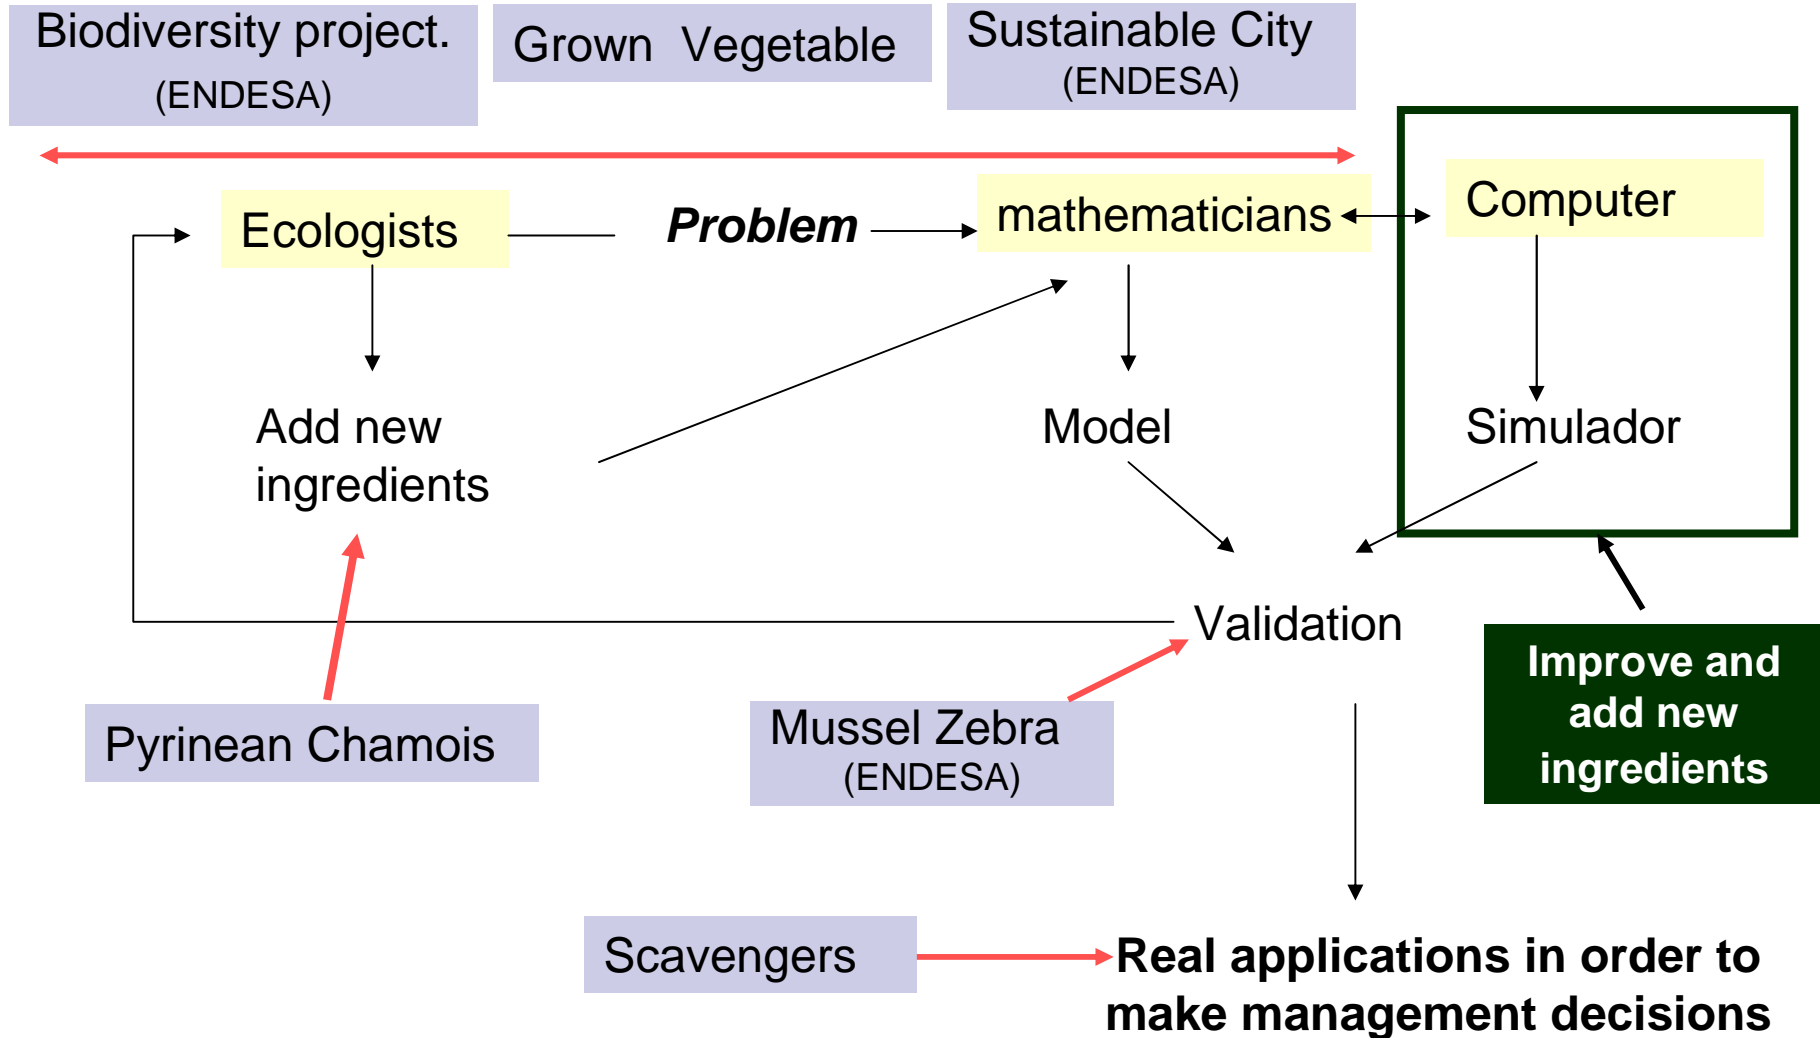 Biodiversity project.
(ENDESA)
Grown Vegetable
Sustainable City
(ENDESA)
Ecologists
Problem
mathematicians
Computer
Add new
ingredients
Model
Simulador
Validation
Improve and
add new
ingredients
Pyrinean Chamois
Mussel Zebra
(ENDESA)
Scavengers
Real applications in order to
make management decisions